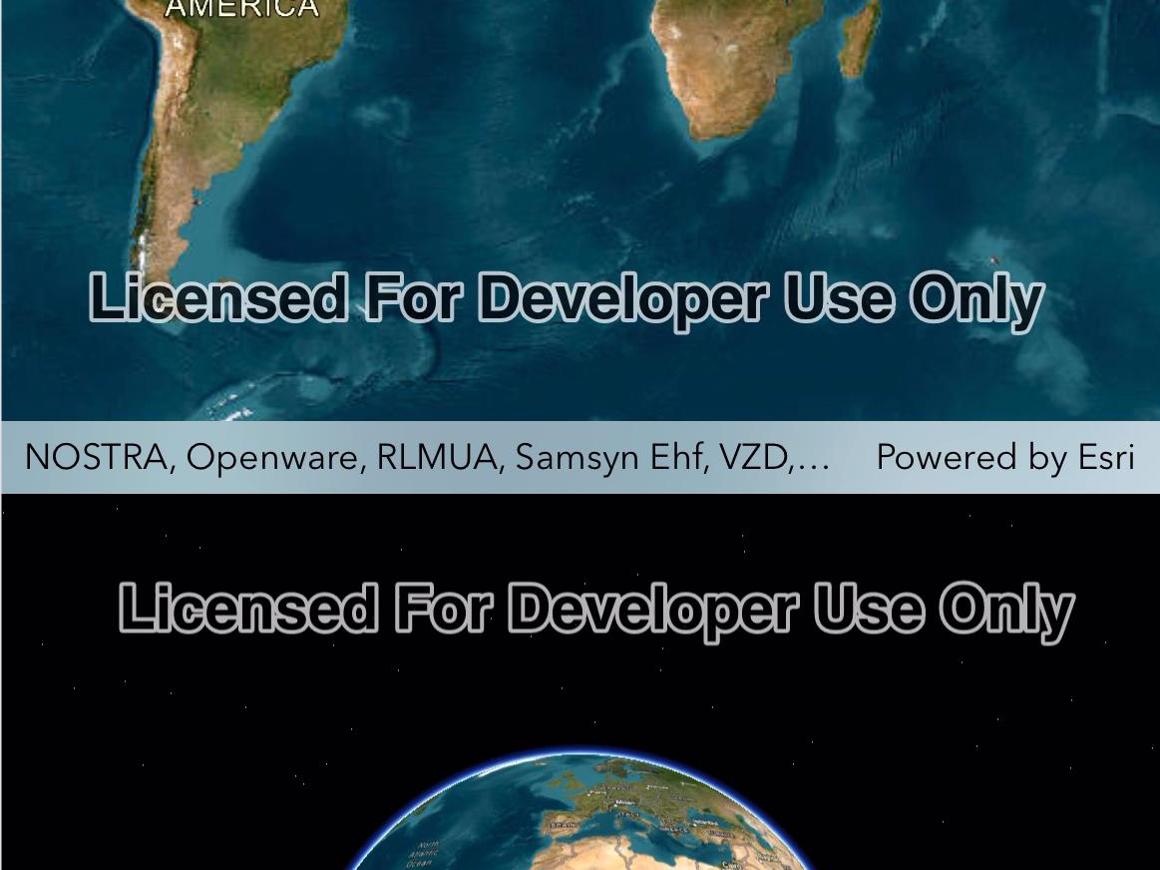 AMERICA
Licensed For Developer Use Only
NOSTRA, Openware, RLMUA, Samsyn Ehf, VZD,... Powered by Esri
Licensed For Developer Use Only
North
Atlantic
Ocean